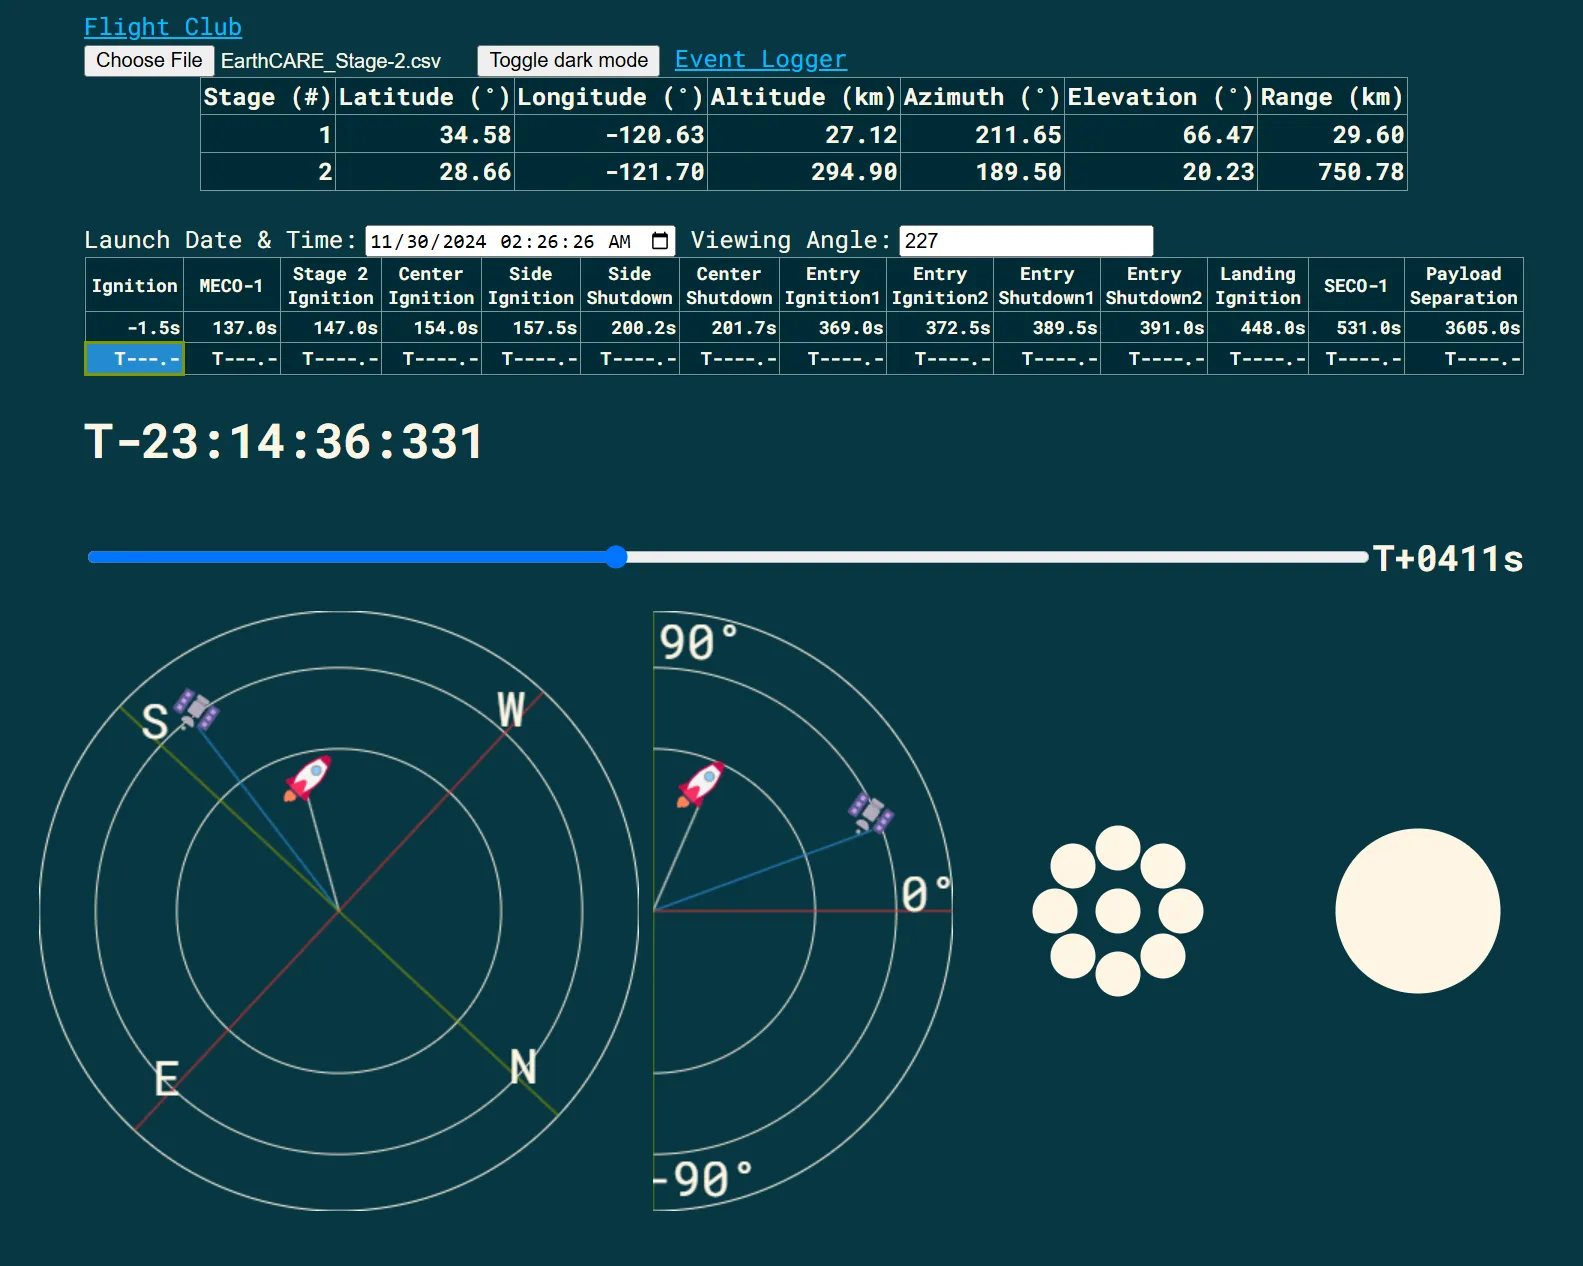 Flight Club
Choose File EarthCARE_Stage-2.csv Toggle dark mode Event Logger
Stage (#) Latitude (°) Longitude (°) Altitude (km) Azimuth (°) Elevation (°) Range (km)
1 34.58 -120.63 27.12 211.65 66.47 29.60
2 28.66 -121.70 294.90 189.50 20.23 750.78
Launch Date & Time: 11/30/2024 02:26:26 AM Viewing Angle: 227
Ignition MECO-1 Stage 2 Ignition Center Ignition Side Ignition Side Shutdown Center Shutdown Entry Ignition1 Entry Ignition2 Entry Shutdown1 Entry Shutdown2 Landing Ignition SECO-1 Payload Separation
-1.5s 137.0s 147.0s 154.0s 157.5s 200.2s 201.7s 369.0s 372.5s 389.5s 391.0s 448.0s 531.0s 3605.0s
T---.- T---.- T----.- T----.- T----.- T----.- T----.- T----.- T----.- T----.- T----.- T----.- T----.- T----.-
T-23:14:36:331
T+0411s
S W
E N
90°
0°
-90°